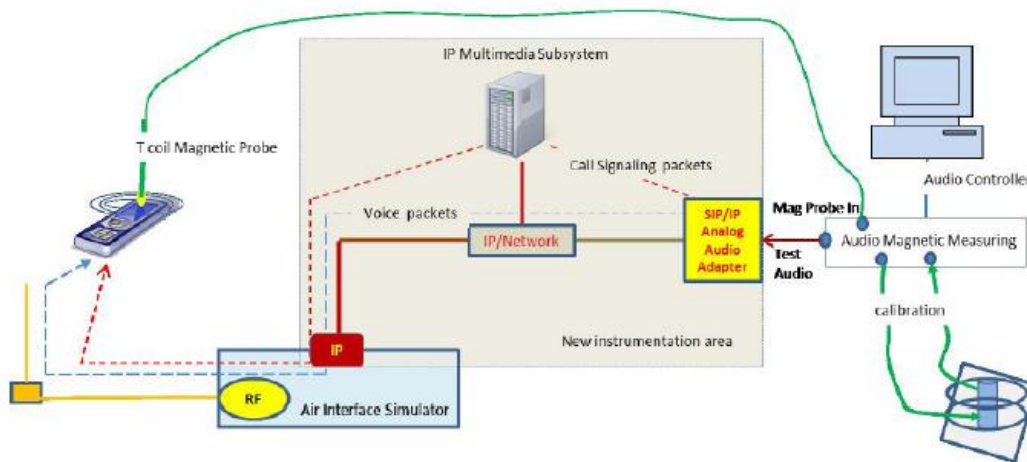 IP Multimedia Subsystem
T coil Magnetic Probe
Call Signaling packets
Audio Controller
Voice packets
SIP/IP
Analog
Audio
Adapter
Mag Probe In
IP/Network
Audio Magnetic Measuring
Test
Audio
calibration
New instrumentation area
IP
RF
Air Interface Simulator